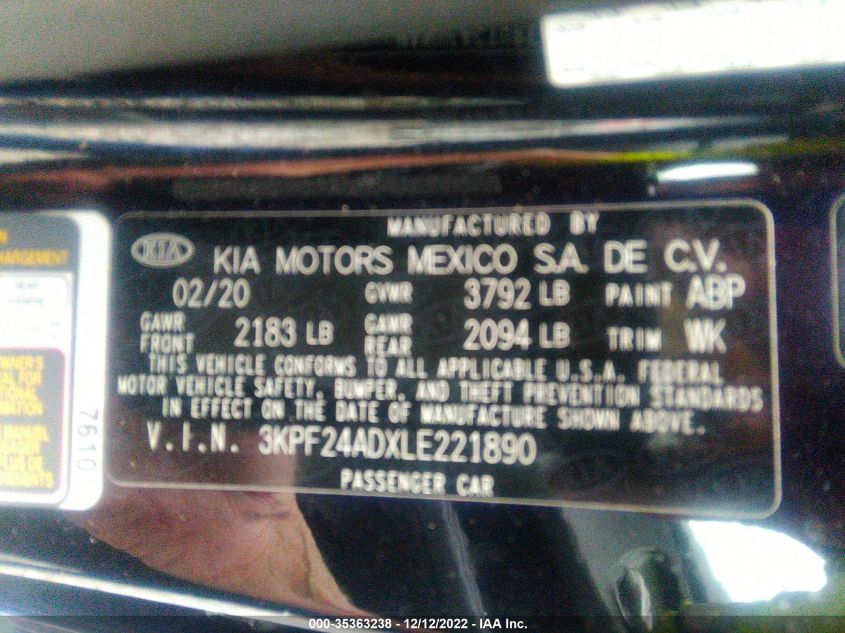 MANUFACTURED BY
KIA KIA MOTORS MEXICO S.A. DE C.V.
02/20 GVWR 3792 LB PAINT ABP
GAWR FRONT 2183 LB GAWR REAR 2094 LB TRIM WK
THIS VEHICLE CONFORMS TO ALL APPLICABLE U.S.A. FEDERAL
MOTOR VEHICLE SAFETY, BUMPER, AND THEFT PREVENTION STANDARDS
IN EFFECT ON THE DATE OF MANUFACTURE SHOWN ABOVE.
V.I.N. 3KPF24ADXLE221890
PASSENGER CAR
7610
000-35363238 - 12/12/2022 - IAA Inc.